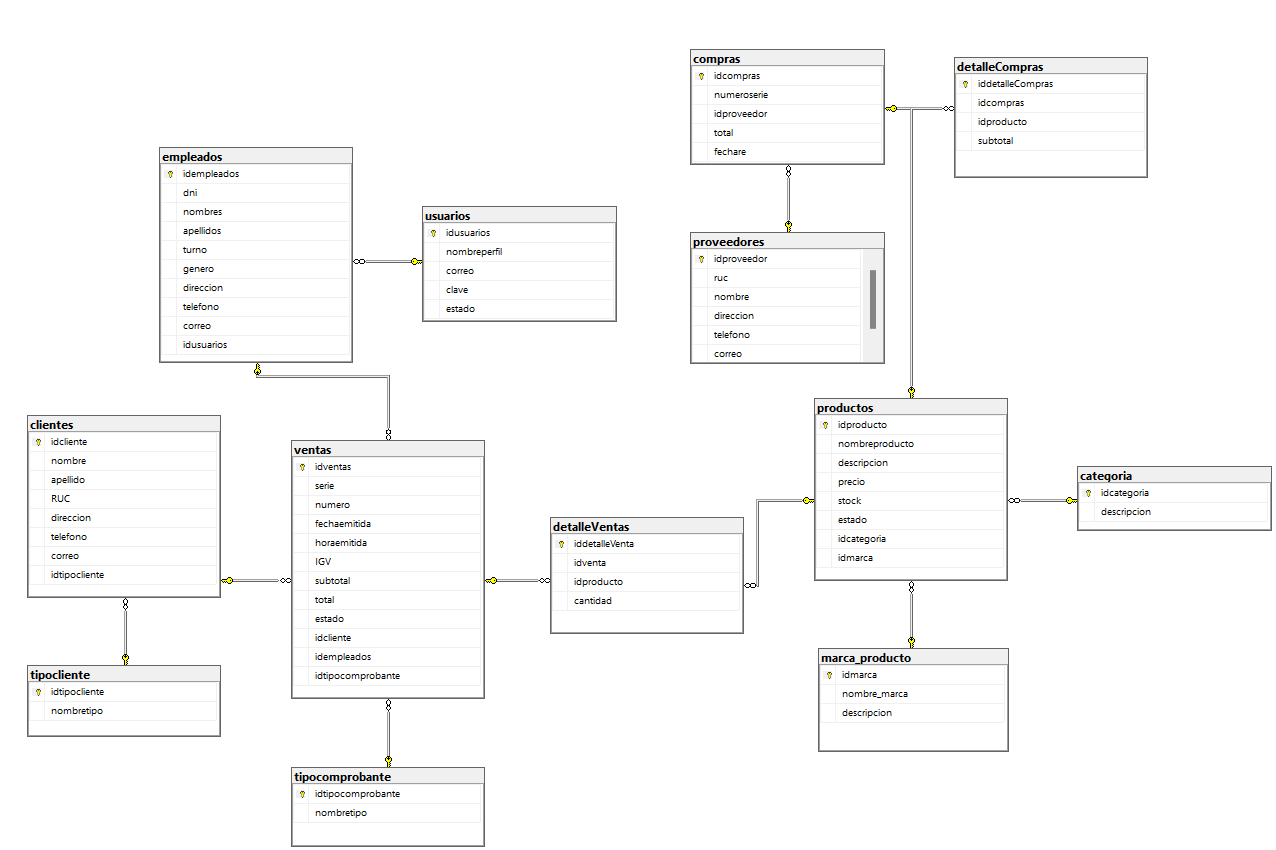 compras
idcompras
numeroserie
idproveedor
total
fechare
detalleCompras
iddetalleCompras
idcompras
idproducto
subtotal
empleados
idempleados
dni
nombres
apellidos
turno
genero
direccion
telefono
correo
idusuarios
usuarios
idusuarios
nombreperfil
correo
clave
estado
proveedores
idproveedor
ruc
nombre
direccion
telefono
correo
clientes
idcliente
nombre
apellido
RUC
direccion
telefono
correo
idtipocliente
ventas
idventas
serie
numero
fechaemitida
horaemitida
IGV
subtotal
total
estado
idcliente
idempleados
idtipocomprobante
detalleVentas
iddetalleVenta
idventa
idproducto
cantidad
productos
idproducto
nombreproducto
descripcion
precio
stock
estado
idcategoria
idmarca
categoria
idcategoria
descripcion
tipocliente
idtipocliente
nombretipo
marca_producto
idmarca
nombre_marca
descripcion
tipocomprobante
idtipocomprobante
nombretipo